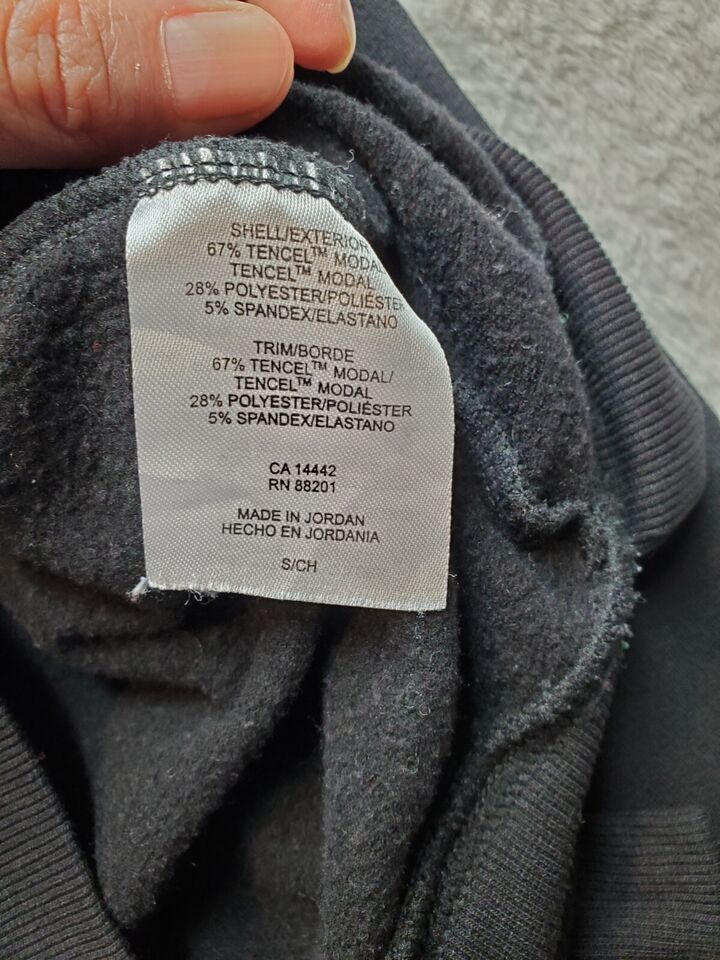 SHELL/EXTERIOR
67% TENCEL™ MODAL
TENCEL™ MODAL
28% POLYESTER/POLIÉSTER
5% SPANDEX/ELASTANO
TRIM/BORDE
67% TENCEL™ MODAL/
TENCEL™ MODAL
28% POLYESTER/POLIÉSTER
5% SPANDEX/ELASTANO
CA 14442
RN 88201
MADE IN JORDAN
HECHO EN JORDANIA
S/CH